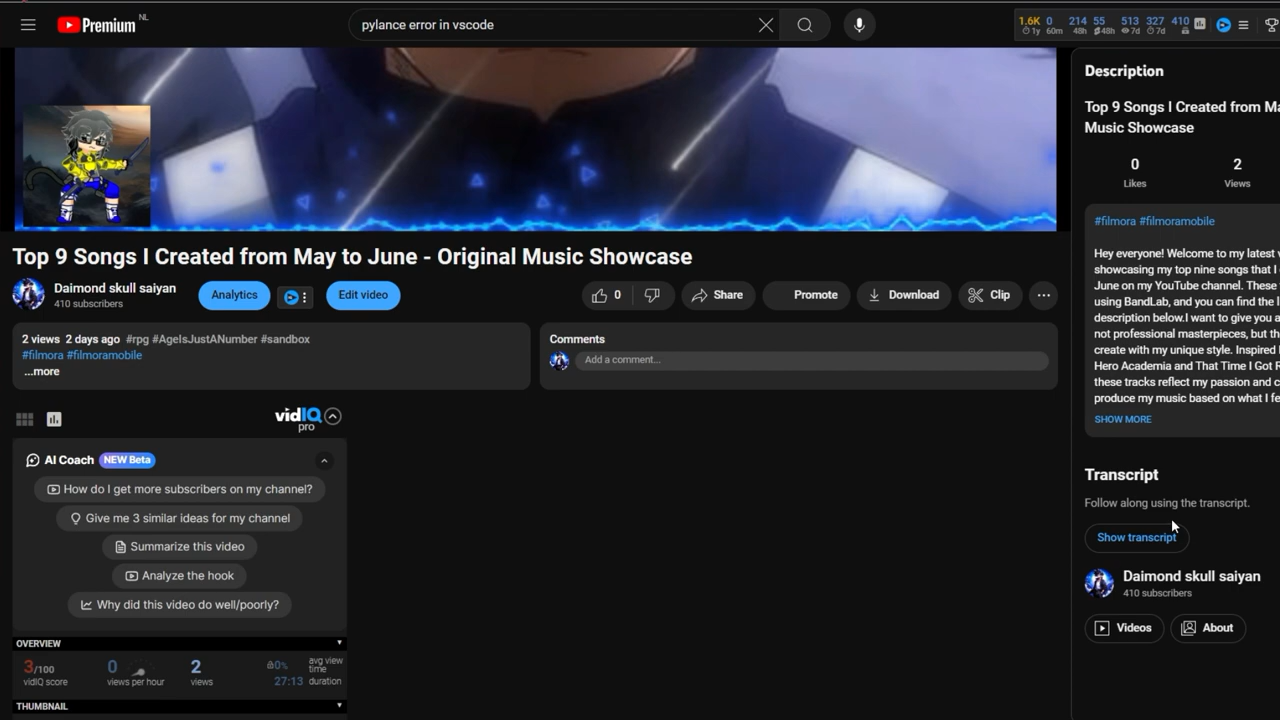 Premium NL
pylance error in vscode
1.6K 0 214 55 513 327 410
1y 60m 48h 48h 7d 7d
Description
Top 9 Songs I Created from Ma
Music Showcase
0 2
Likes Views
#filmora #filmoramobile
Hey everyone! Welcome to my latest v
showcasing my top nine songs that I
June on my YouTube channel. These
using BandLab, and you can find the l
description below.I want to give you a
not professional masterpieces, but th
create with my unique style. Inspired
Hero Academia and That Time I Got R
these tracks reflect my passion and c
produce my music based on what I fe
SHOW MORE
Top 9 Songs I Created from May to June - Original Music Showcase
Daimond skull saiyan
410 subscribers
Analytics
Edit video
0
Share
Promote
Download
Clip
2 views 2 days ago #rpg #AgeIsJustANumber #sandbox
#filmora #filmoramobile
...more
Comments
Add a comment...
vidIQ
pro
AI Coach NEW Beta
How do I get more subscribers on my channel?
Give me 3 similar ideas for my channel
Summarize this video
Analyze the hook
Why did this video do well/poorly?
OVERVIEW
3/100
vidIQ score
0
views per hour
2
views
0% avg view time
27:13 duration
THUMBNAIL
Transcript
Follow along using the transcript.
Show transcript
Daimond skull saiyan
410 subscribers
Videos
About